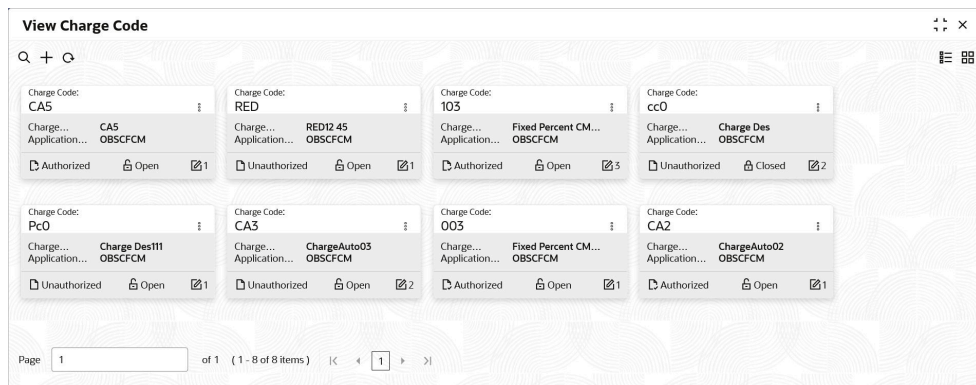 View Charge Code
Charge Code:
CA5
Charge... CA5
Application... OBSCFCM
Authorized Open 1
Charge Code:
RED
Charge... RED12 45
Application... OBSCFCM
Unauthorized Open 1
Charge Code:
103
Charge... Fixed Percent CM...
Application... OBSCFCM
Authorized Open 3
Charge Code:
cc0
Charge... Charge Des
Application... OBSCFCM
Unauthorized Closed 2
Charge Code:
Pc0
Charge... Charge Des111
Application... OBSCFCM
Unauthorized Open 1
Charge Code:
CA3
Charge... ChargeAuto03
Application... OBSCFCM
Unauthorized Open 2
Charge Code:
003
Charge... Fixed Percent CM...
Application... OBSCFCM
Authorized Open 1
Charge Code:
CA2
Charge... ChargeAuto02
Application... OBSCFCM
Authorized Open 1
Page 1 of 1 (1 - 8 of 8 items) 1